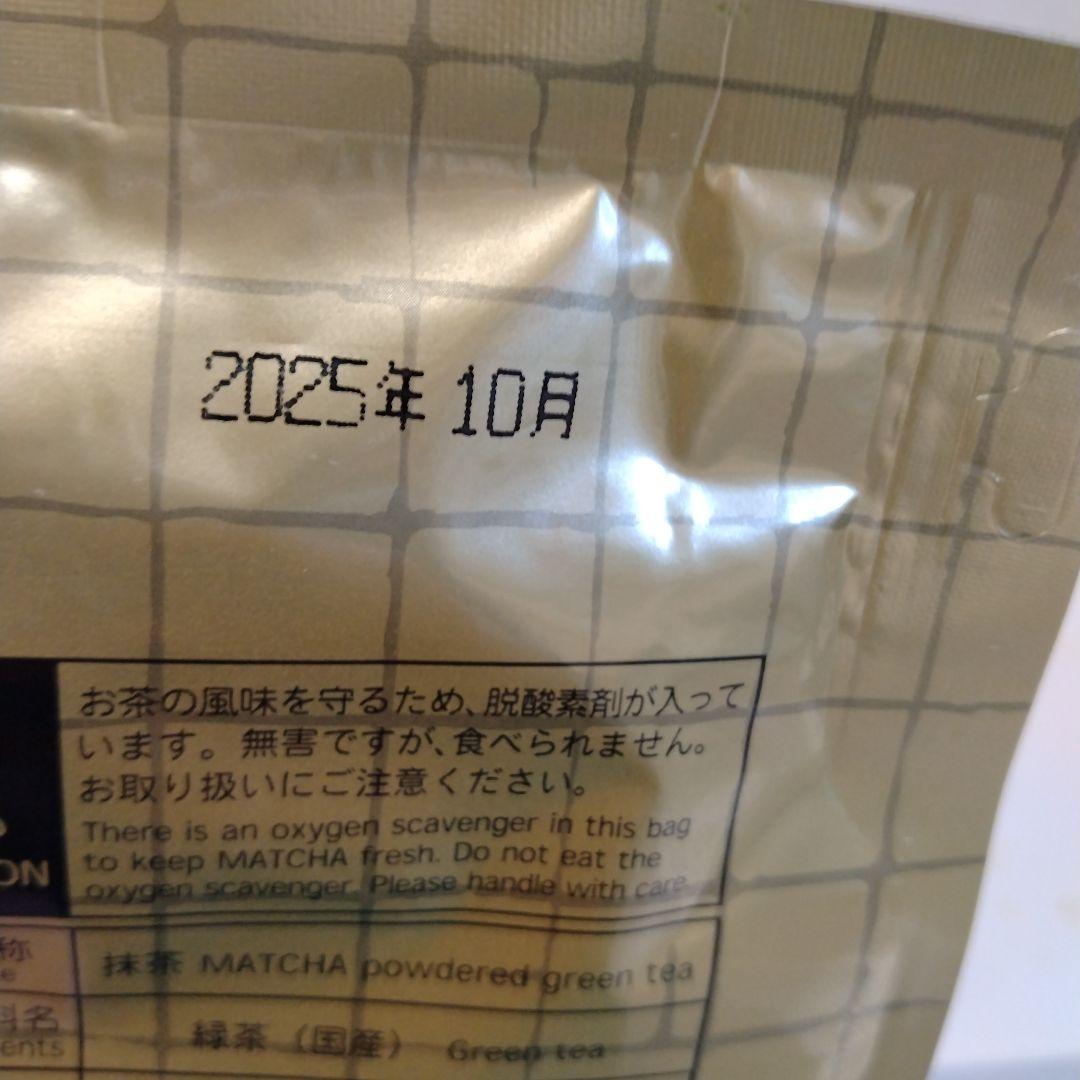 2025年 10月
お茶の風味を守るため、脱酸素剤が入って
います。無害ですが、食べられません。
お取り扱いにご注意ください。
There is an oxygen scavenger in this bag
to keep MATCHA fresh. Do not eat the
oxygen scavenger. Please handle with care.
ON
称
抹茶 MATCHA powdered green tea
e
料名
緑茶（国産） Green tea
ents